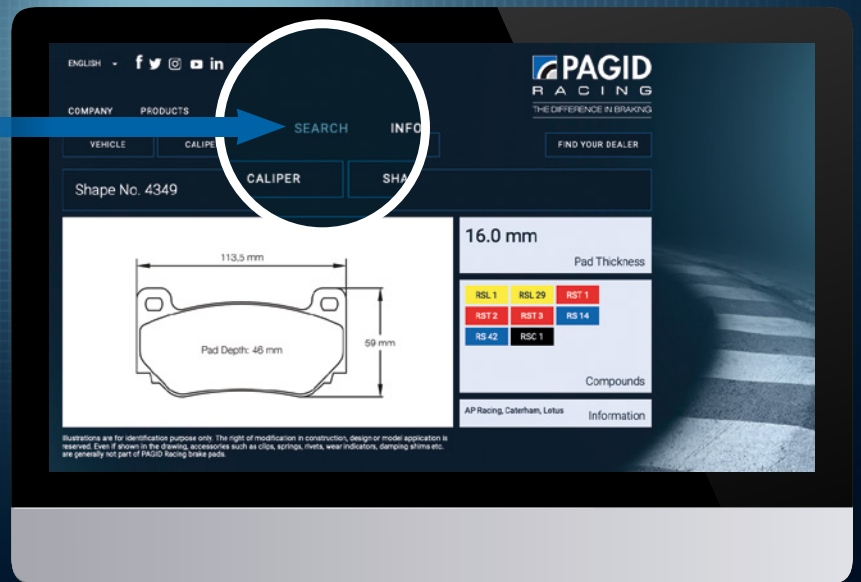 ENGLISH
f in
PAGID
RACING
THE DIFFERENCE IN BRAKING
COMPANY PRODUCTS
SEARCH INFO
VEHICLE CALIPE FIND YOUR DEALER
CALIPER SHA
Shape No. 4349
16.0 mm
Pad Thickness
113,5 mm
59 mm
Pad Depth: 46 mm
RSL 1 RSL 29 RST 1
RST 2 RST 3 RS 14
RS 42 RSC 1
Compounds
AP Racing, Caterham, Lotus Information
Illustrations are for identification purpose only. The right of modification in construction, design or model application is
reserved. Even if shown in the drawing, accessories such as clips, springs, rivets, wear indicators, damping shims etc.
are generally not part of PAGID Racing brake pads.